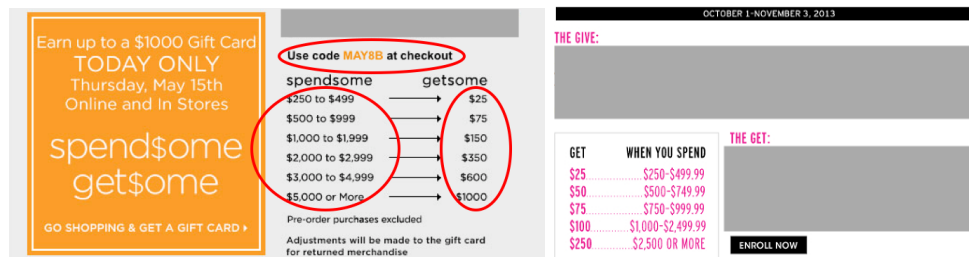 Earn up to a $1000 Gift Card
TODAY ONLY
Thursday, May 15th
Online and In Stores
spend$ome
get$ome
GO SHOPPING & GET A GIFT CARD
Use code MAY8B at checkout
spendsome getsome
$250 to $499 $25
$500 to $999 $75
$1,000 to $1,999 $150
$2,000 to $2,999 $350
$3,000 to $4,999 $600
$5,000 or More $1000
Pre-order purchases excluded
Adjustments will be made to the gift card
for returned merchandise
OCTOBER 1-NOVEMBER 3, 2013
THE GIVE:
GET WHEN YOU SPEND
$25 $250-$499.99
$50 $500-$749.99
$75 $750-$999.99
$100 $1,000-$2,499.99
$250 $2,500 OR MORE
THE GET:
ENROLL NOW